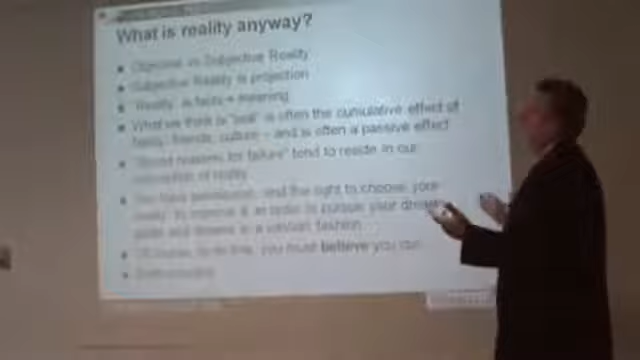 What is reality anyway?
Objective vs Subjective Reality
Subjective Reality is projection
"Reality" is facts + meaning
What we think is "real" is often the cumulative effect of
family, friends, culture – and is often a passive effect
"Good reasons for failure" tend to reside in our
perception of reality
You have permission, and the right to choose your
reality, to improve it in order to pursue your dreams,
goals and in a fashion
Of course, to do this, you must believe you can